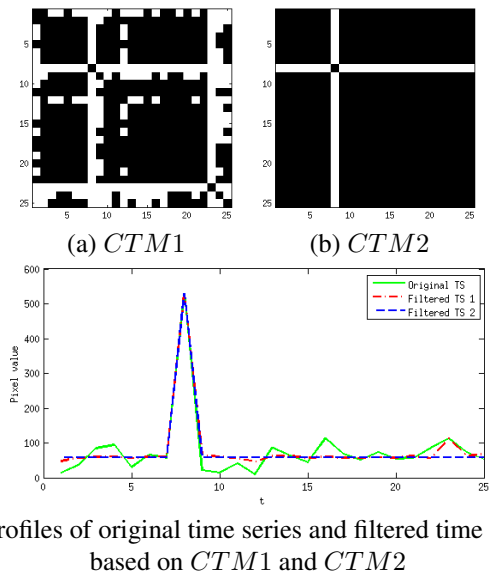 5
10
15
20
25
5 10 15 20 25
5
10
15
20
25
5 10 15 20 25
(a) CTM1
(b) CTM2
600
500
400
300
200
100
0
Pixel value
Original TS
Filtered TS 1
Filtered TS 2
0 5 10 15 20 25
t
rofiles of original time series and filtered time
based on CTM1 and CTM2